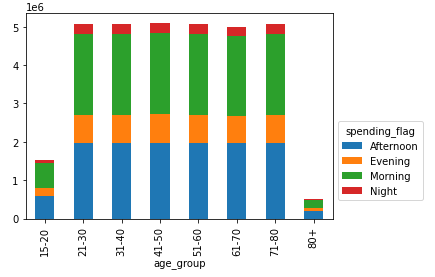 1e6
5
4
3
2
1
0
15-20
21-30
31-40
41-50
51-60
61-70
71-80
80+
age_group
spending_flag
Afternoon
Evening
Morning
Night